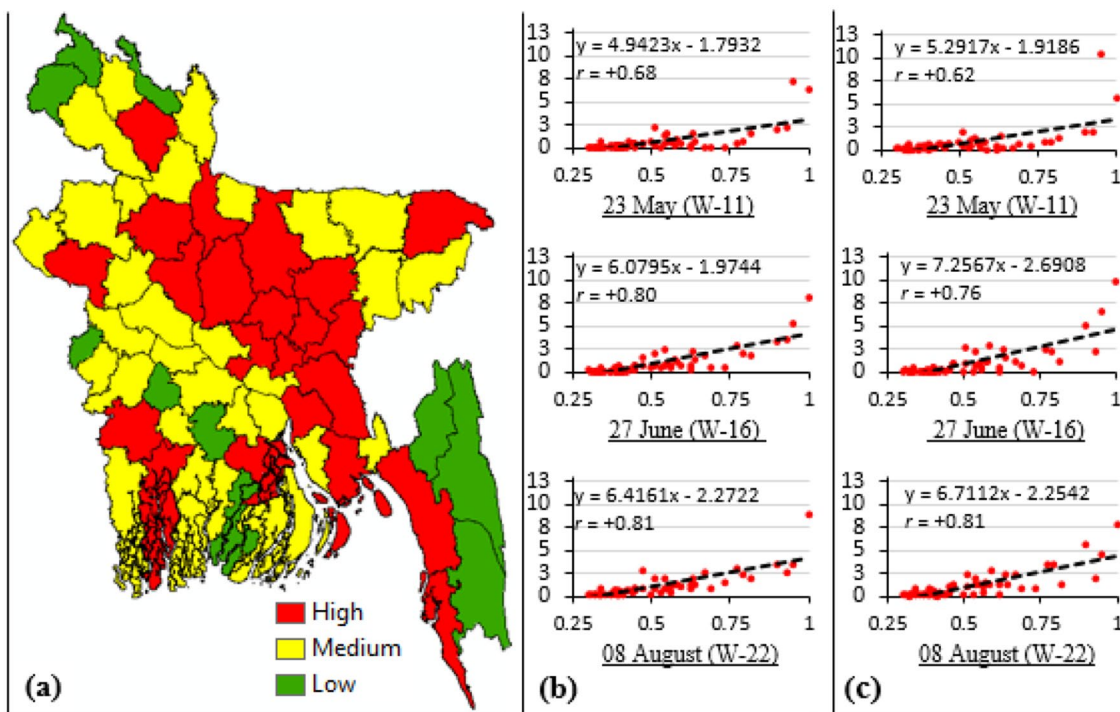 High
Medium
Low
(a)
13
10
8
5
3
0
y = 4.9423x - 1.7932
r = +0.68
0.25
0.5
0.75
1
23 May (W-11)
13
10
8
5
3
0
y = 6.0795x - 1.9744
r = +0.80
0.25
0.5
0.75
1
27 June (W-16)
13
10
8
5
3
0
y = 6.4161x - 2.2722
r = +0.81
0.25
0.5
0.75
1
08 August (W-22)
(b)
13
10
8
5
3
0
y = 5.2917x - 1.9186
r = +0.62
0.25
0.5
0.75
1
23 May (W-11)
13
10
8
5
3
0
y = 7.2567x - 2.6908
r = +0.76
0.25
0.5
0.75
1
27 June (W-16)
13
10
8
5
3
0
y = 6.7112x - 2.2542
r = +0.81
0.25
0.5
0.75
1
08 August (W-22)
(c)